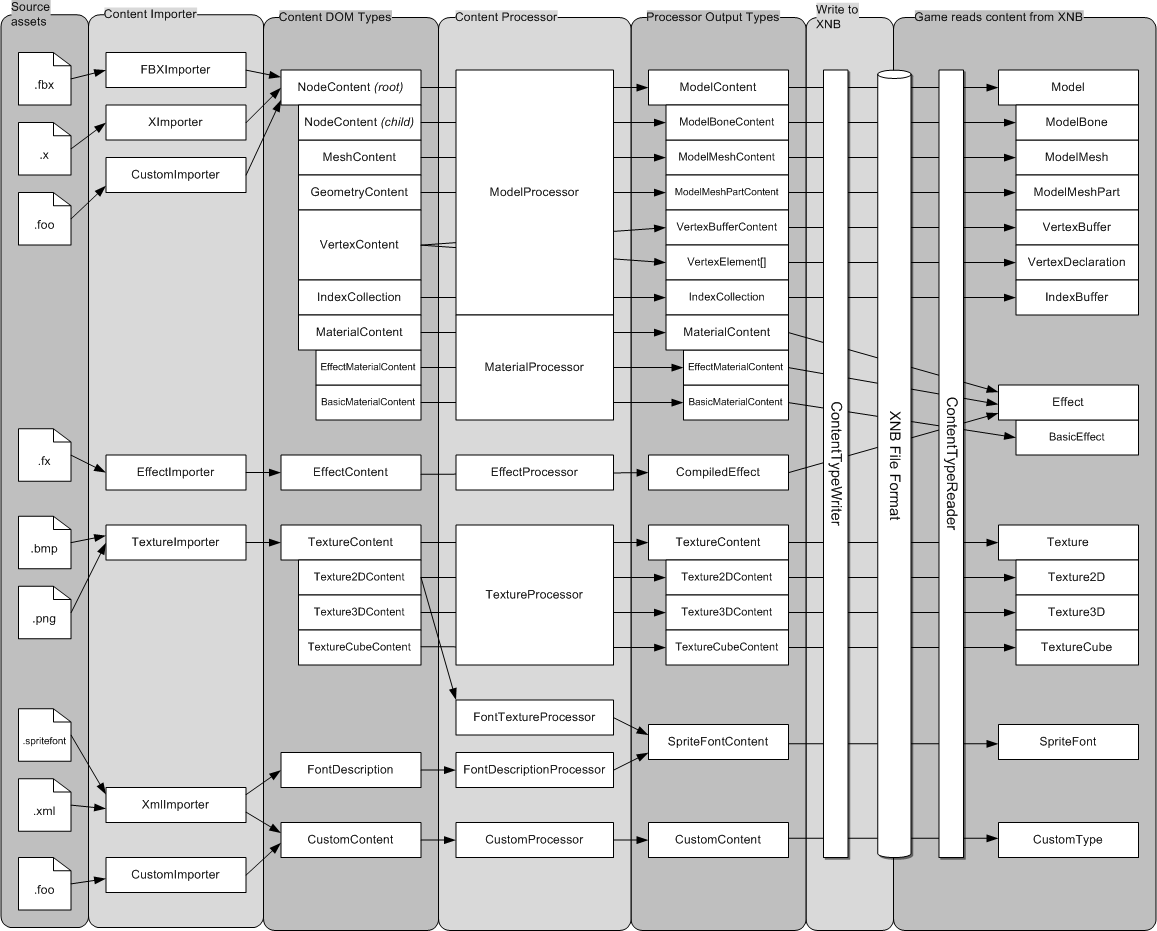 Source
assets
Content Importer
Content DOM Types
Content Processor
Processor Output Types
Write to
XNB
Game reads content from XNB
.fbx
.x
.foo
.fx
.bmp
.png
.spritefont
.xml
.foo
FBXImporter
XImporter
CustomImporter
EffectImporter
TextureImporter
XmlImporter
CustomImporter
NodeContent (root)
NodeContent (child)
MeshContent
GeometryContent
VertexContent
IndexCollection
MaterialContent
EffectMaterialContent
BasicMaterialContent
EffectContent
TextureContent
Texture2DContent
Texture3DContent
TextureCubeContent
FontDescription
CustomContent
ModelProcessor
MaterialProcessor
EffectProcessor
TextureProcessor
FontTextureProcessor
FontDescriptionProcessor
CustomProcessor
ModelContent
ModelBoneContent
ModelMeshContent
ModelMeshPartContent
VertexBufferContent
VertexElement[]
IndexCollection
MaterialContent
EffectMaterialContent
BasicMaterialContent
CompiledEffect
TextureContent
Texture2DContent
Texture3DContent
TextureCubeContent
SpriteFontContent
CustomContent
ContentTypeWriter
XNB File Format
ContentTypeReader
Model
ModelBone
ModelMesh
ModelMeshPart
VertexBuffer
VertexDeclaration
IndexBuffer
Effect
BasicEffect
Texture
Texture2D
Texture3D
TextureCube
SpriteFont
CustomType